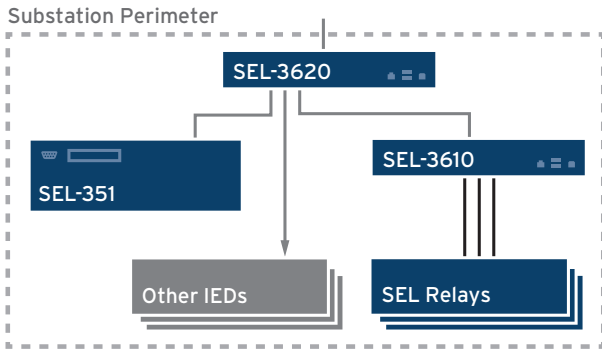 Substation Perimeter
SEL-3620
SEL-351
SEL-3610
Other IEDs
SEL Relays